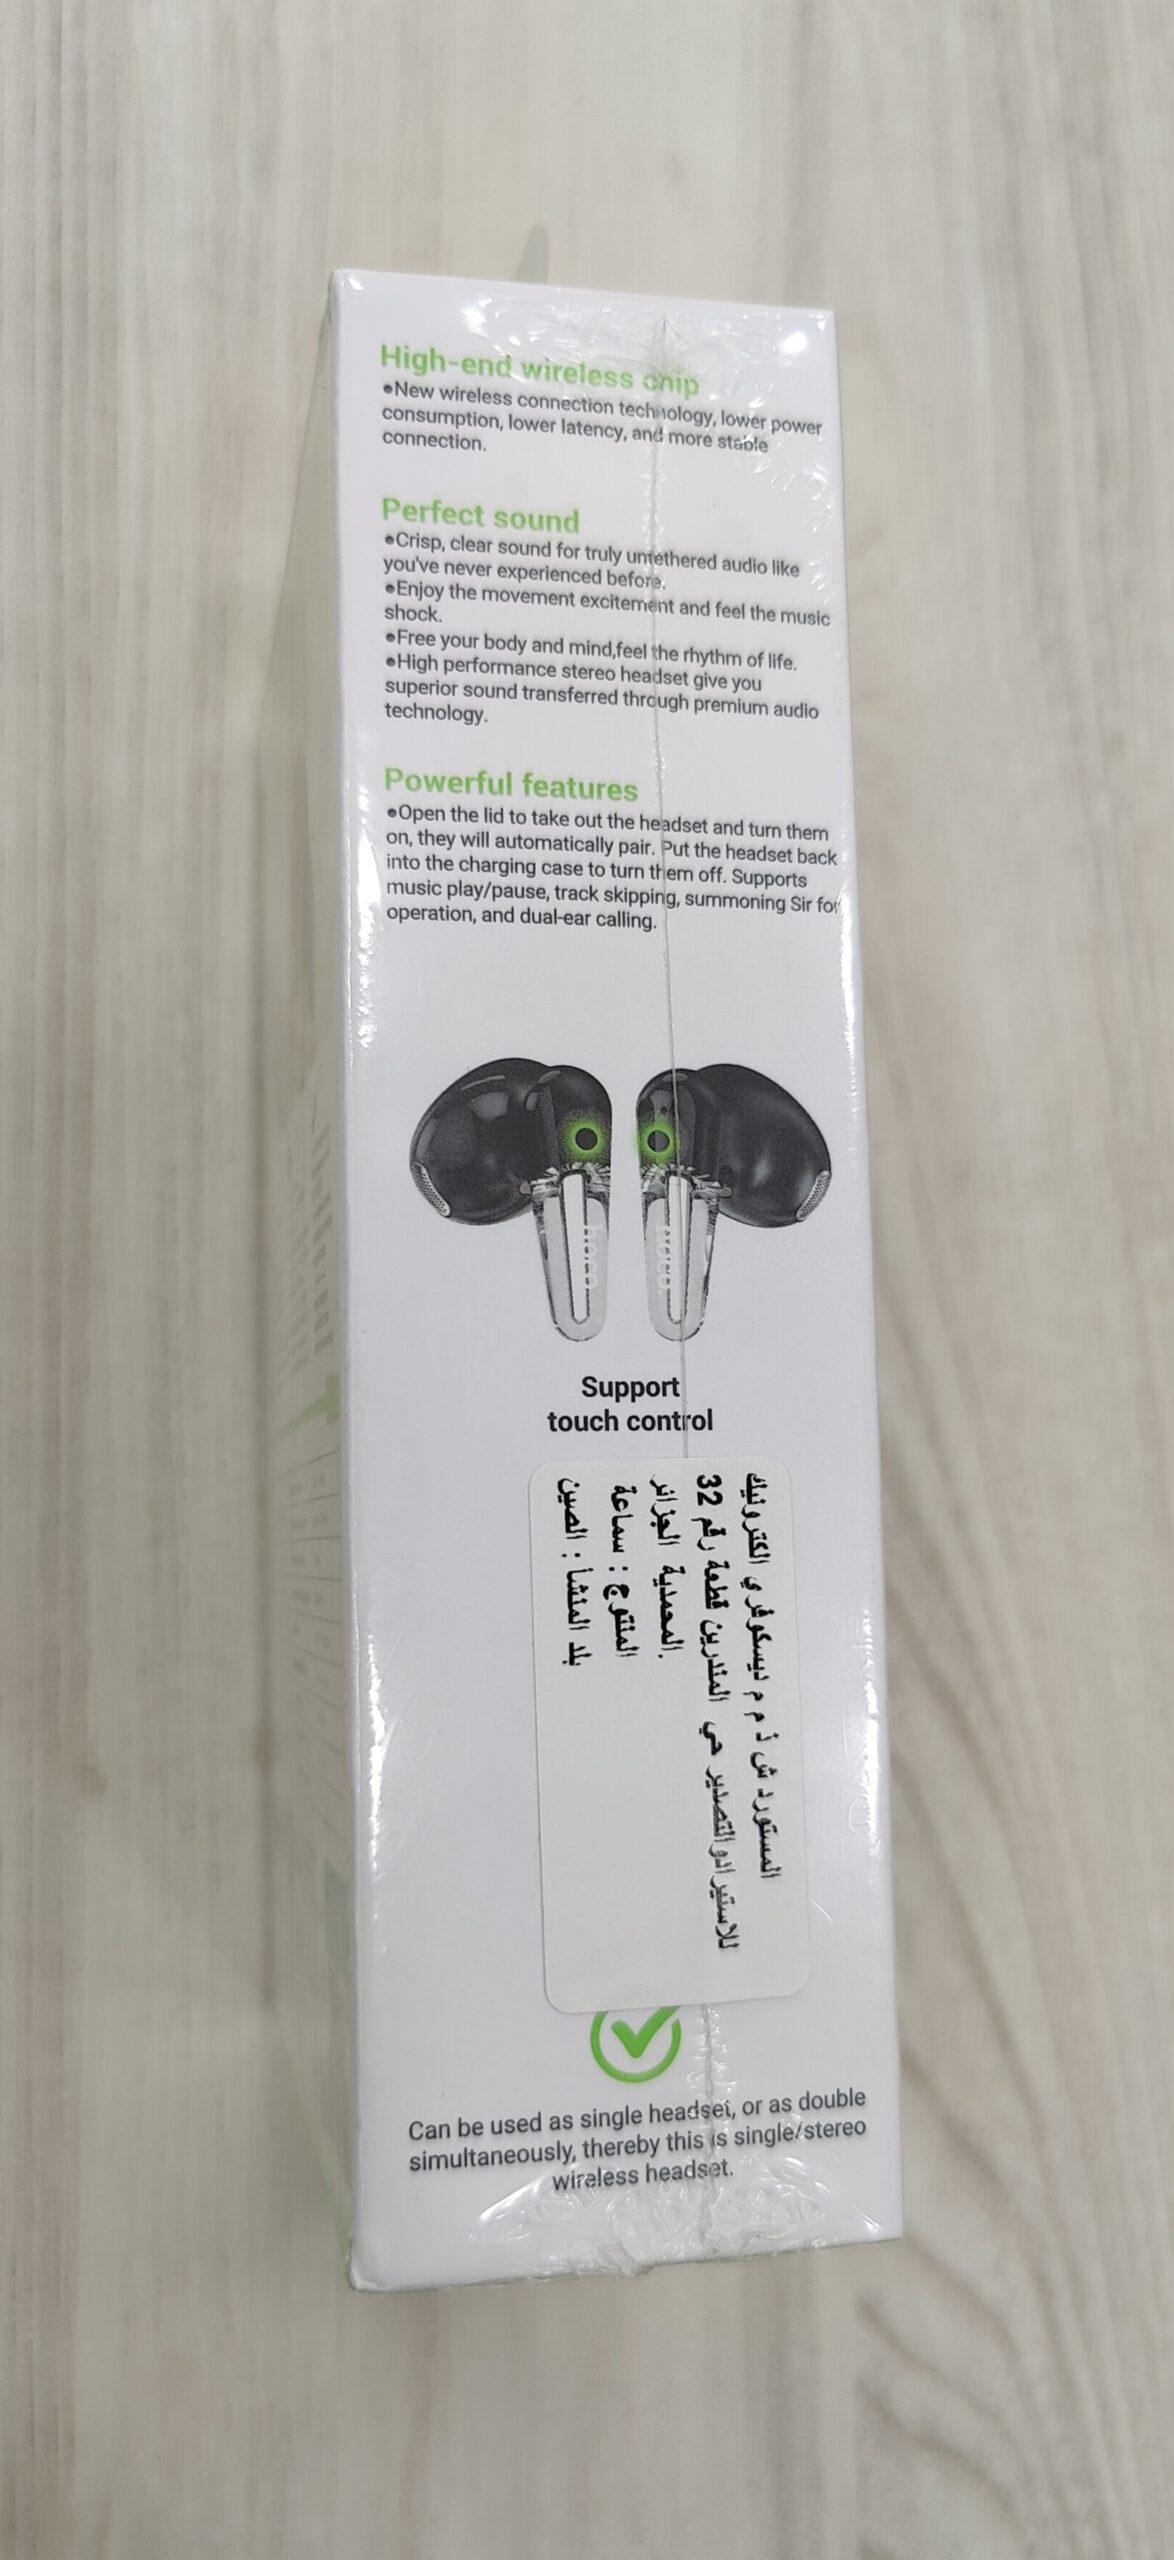 High-end wireless chip
●New wireless connection technology, lower power
consumption, lower latency, and more stable
connection.
Perfect sound
●Crisp, clear sound for truly untethered audio like
you've never experienced before.
●Enjoy the movement excitement and feel the music
shock.
●Free your body and mind,feel the rhythm of life.
●High performance stereo headset give you
superior sound transferred through premium audio
technology.
Powerful features
●Open the lid to take out the headset and turn them
on, they will automatically pair. Put the headset back
into the charging case to turn them off. Supports
music play/pause, track skipping, summoning Sir for
operation, and dual-ear calling.
hoco
hoco
Support
touch control
المستورد ش ذ م م ديسكوفري الكترونيك
للاستيرادوالتصدير حي المندرين قطعة رقم 32
المحمدية الجزائر.
المنتوج : سماعة
بلد المنشأ : الصين
Can be used as single headset, or as double
simultaneously, thereby this is single/stereo
wireless headset.